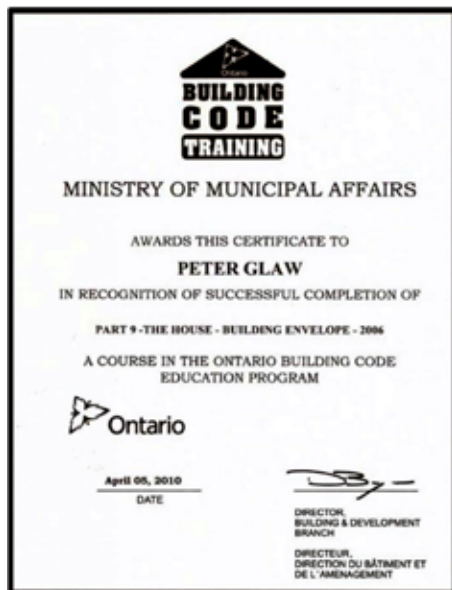 Ontario
BUILDING
CODE
TRAINING
MINISTRY OF MUNICIPAL AFFAIRS
AWARDS THIS CERTIFICATE TO
PETER GLAW
IN RECOGNITION OF SUCCESSFUL COMPLETION OF
PART 9 -THE HOUSE - BUILDING ENVELOPE - 2006
A COURSE IN THE ONTARIO BUILDING CODE
EDUCATION PROGRAM
Ontario
April 05, 2010
DATE
DIRECTOR,
BUILDING & DEVELOPMENT
BRANCH
DIRECTEUR,
DIRECTION DU BÂTIMENT ET
DE L'AMENAGEMENT